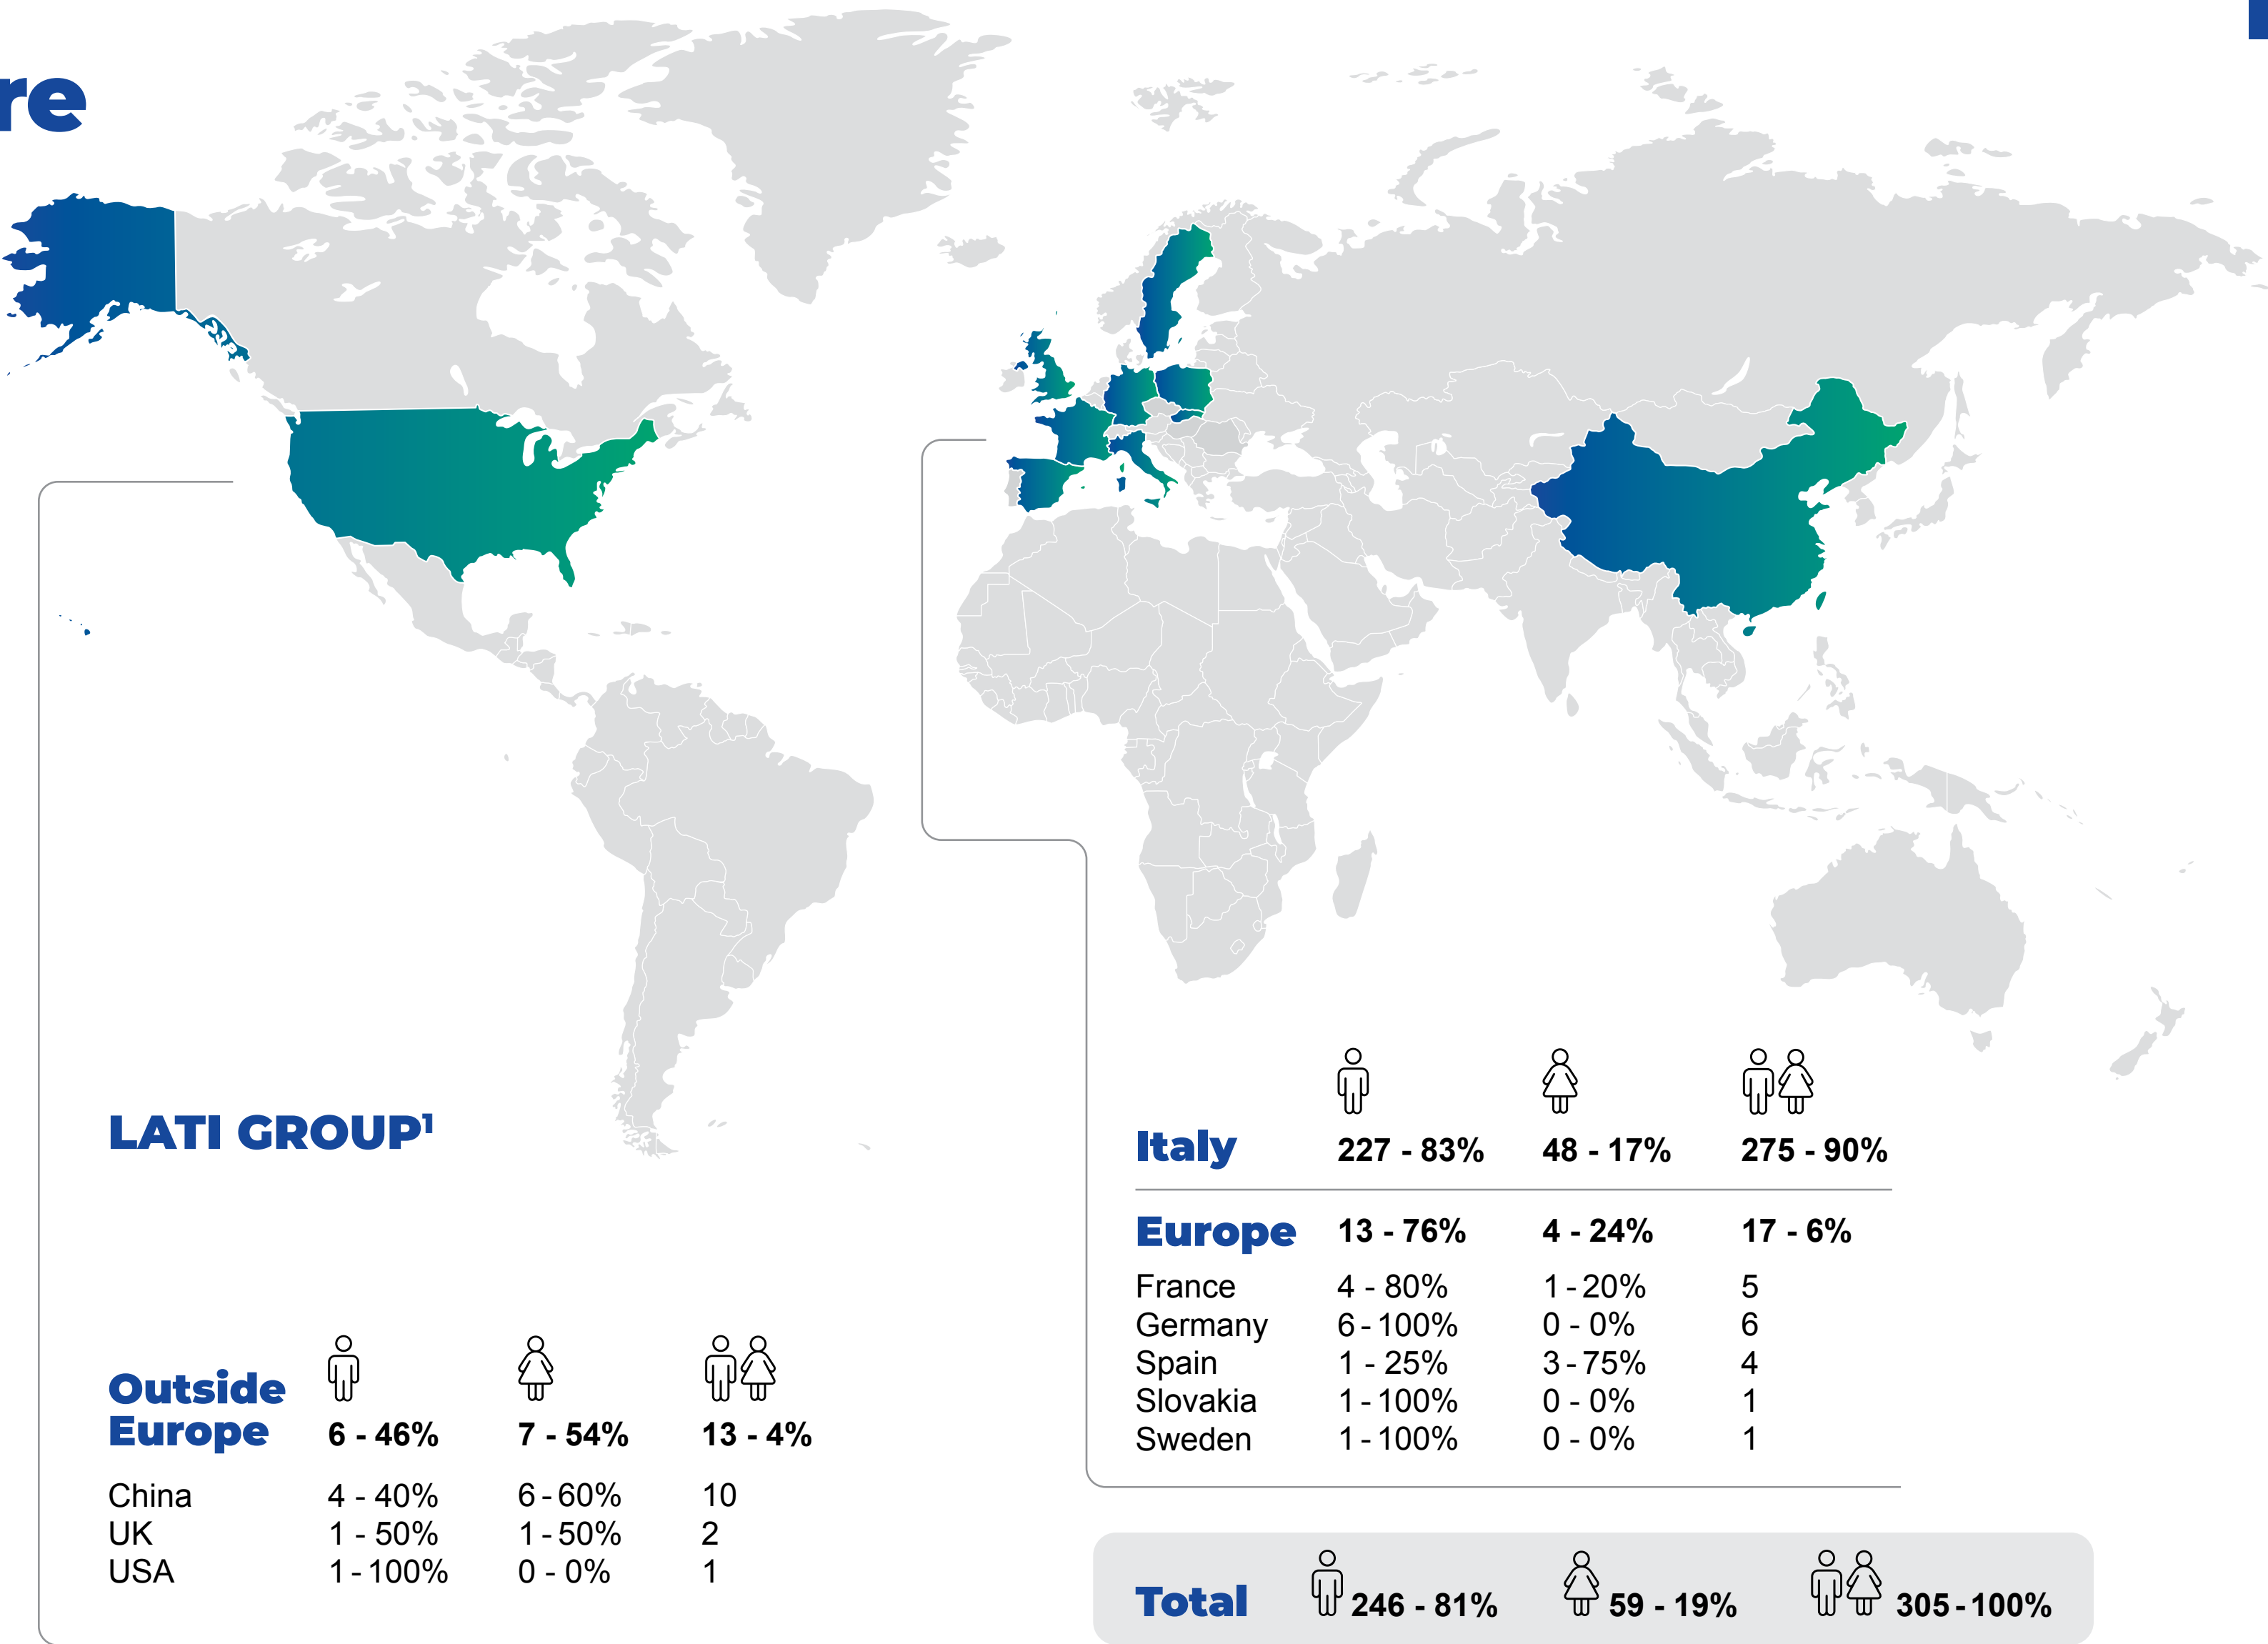 re
LATI GROUP¹
Outside
Europe 6 - 46% 7 - 54% 13 - 4%
China 4 - 40% 6 - 60% 10
UK 1 - 50% 1 - 50% 2
USA 1 - 100% 0 - 0% 1
Italy 227 - 83% 48 - 17% 275 - 90%
Europe 13 - 76% 4 - 24% 17 - 6%
France 4 - 80% 1 - 20% 5
Germany 6 - 100% 0 - 0% 6
Spain 1 - 25% 3 - 75% 4
Slovakia 1 - 100% 0 - 0% 1
Sweden 1 - 100% 0 - 0% 1
Total 246 - 81% 59 - 19% 305 - 100%